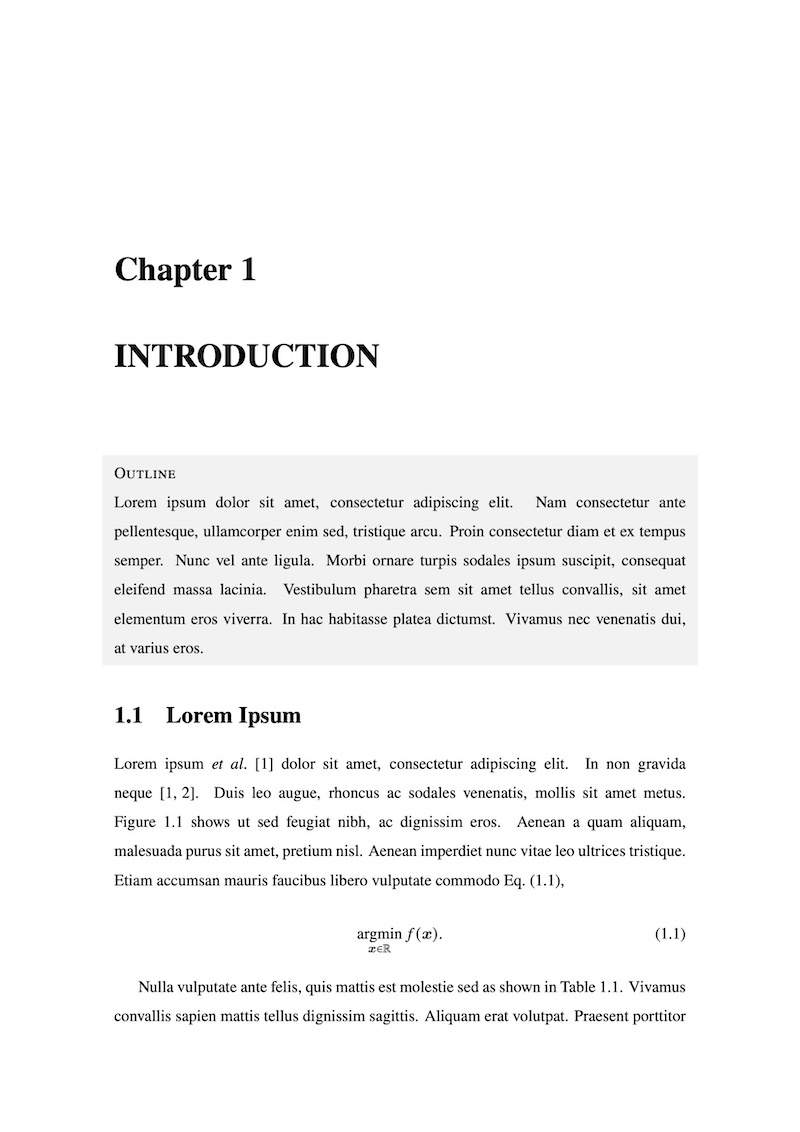 Chapter 1
INTRODUCTION
OUTLINE
Lorem ipsum dolor sit amet, consectetur adipiscing elit. Nam consectetur ante
pellentesque, ullamcorper enim sed, tristique arcu. Proin consectetur diam et ex tempus
semper. Nunc vel ante ligula. Morbi ornare turpis sodales ipsum suscipit, consequat
eleifend massa lacinia. Vestibulum pharetra sem sit amet tellus convallis, sit amet
elementum eros viverra. In hac habitasse platea dictumst. Vivamus nec venenatis dui,
at varius eros.
1.1 Lorem Ipsum
Lorem ipsum et al. [1] dolor sit amet, consectetur adipiscing elit. In non gravida
neque [1, 2]. Duis leo augue, rhoncus ac sodales venenatis, mollis sit amet metus.
Figure 1.1 shows ut sed feugiat nibh, ac dignissim eros. Aenean a quam aliquam,
malesuada purus sit amet, pretium nisl. Aenean imperdiet nunc vitae leo ultrices tristique.
Etiam accumsan mauris faucibus libero vulputate commodo Eq. (1.1),
argmin f(x). (1.1)
x∈ℝ
Nulla vulputate ante felis, quis mattis est molestie sed as shown in Table 1.1. Vivamus
convallis sapien mattis tellus dignissim sagittis. Aliquam erat volutpat. Praesent porttitor